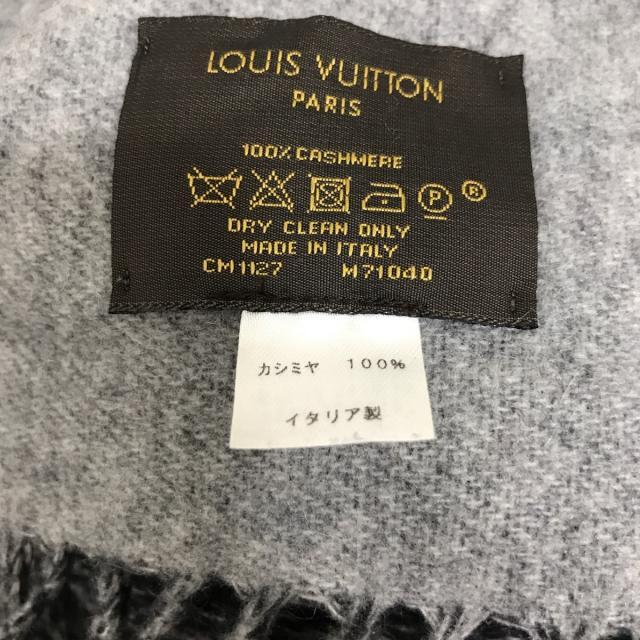 LOUIS VUITTON
PARIS
100% CASHMERE
P ®
DRY CLEAN ONLY
MADE IN ITALY
CM1127 M71040
カシミヤ 100%
イタリア製